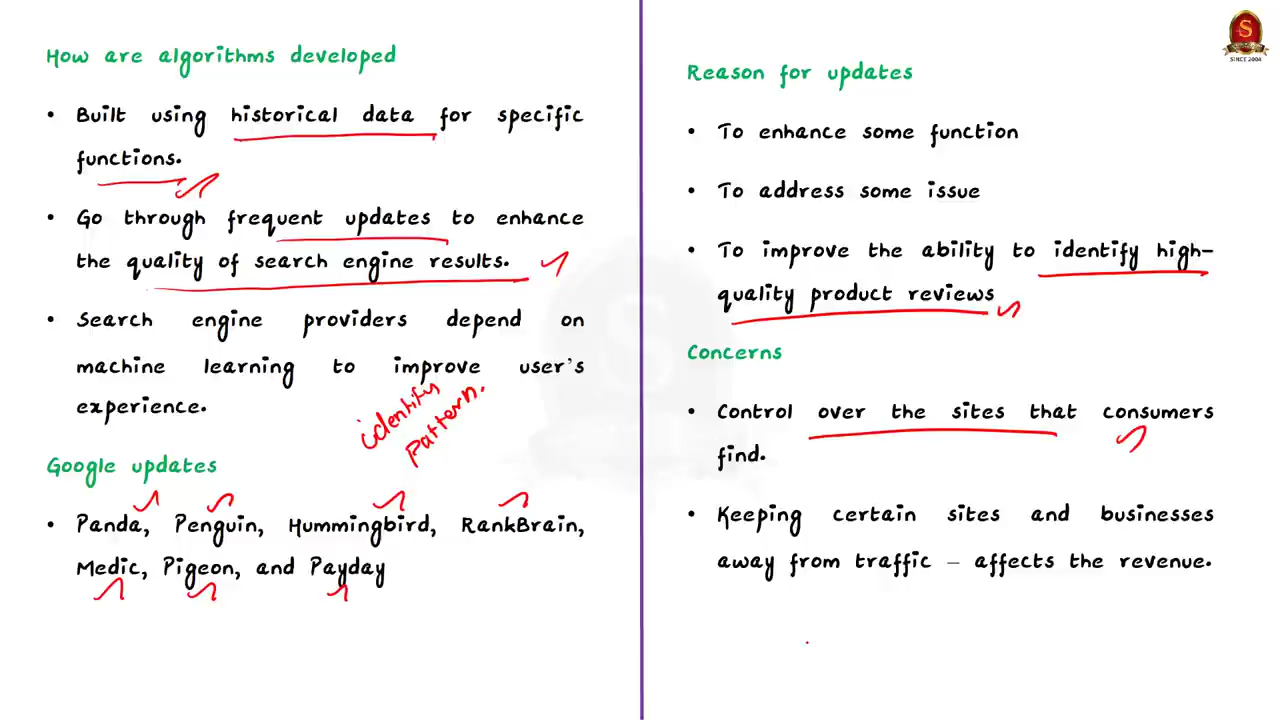 How are algorithms developed
• Built using historical data for specific
functions.
• Go through frequent updates to enhance
the quality of search engine results.
• Search engine providers depend on
machine learning to improve user's
experience.
identify
pattern.
Google updates
• Panda, Penguin, Hummingbird, RankBrain,
Medic, Pigeon, and Payday
S
SINCE 2004
Reason for updates
• To enhance some function
• To address some issue
• To improve the ability to identify high-
quality product reviews
Concerns
• Control over the sites that consumers
find.
• Keeping certain sites and businesses
away from traffic – affects the revenue.